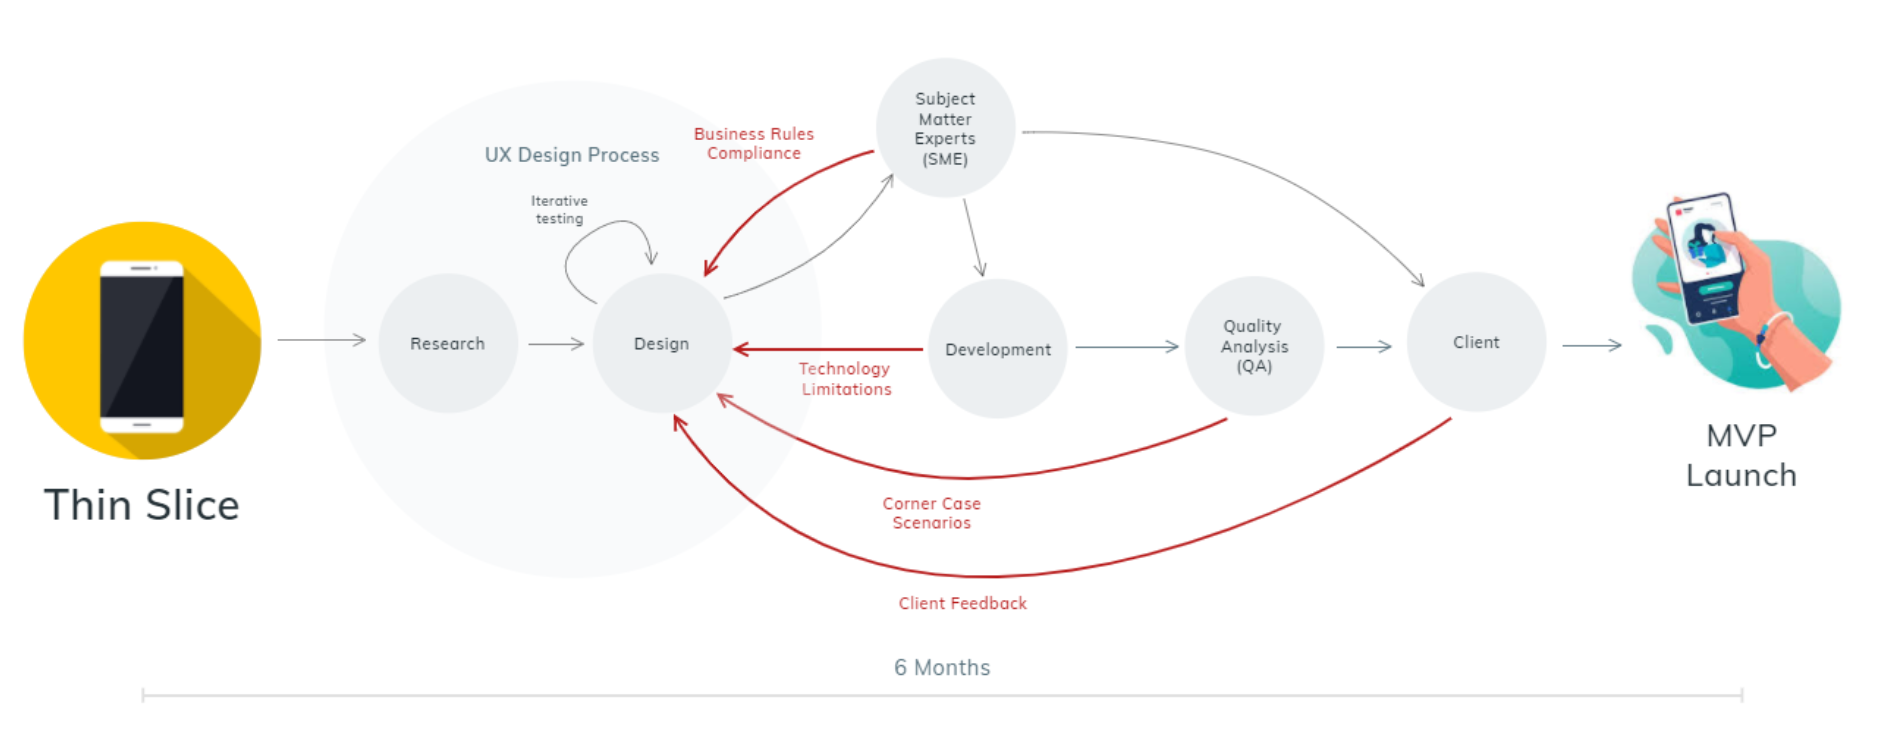 Subject
Matter
Experts
(SME)
Business Rules
Compliance
UX Design Process
Iterative
testing
Research
Design
Development
Quality
Analysis
(QA)
Client
Technology
Limitations
MVP
Launch
Thin Slice
Corner Case
Scenarios
Client Feedback
6 Months